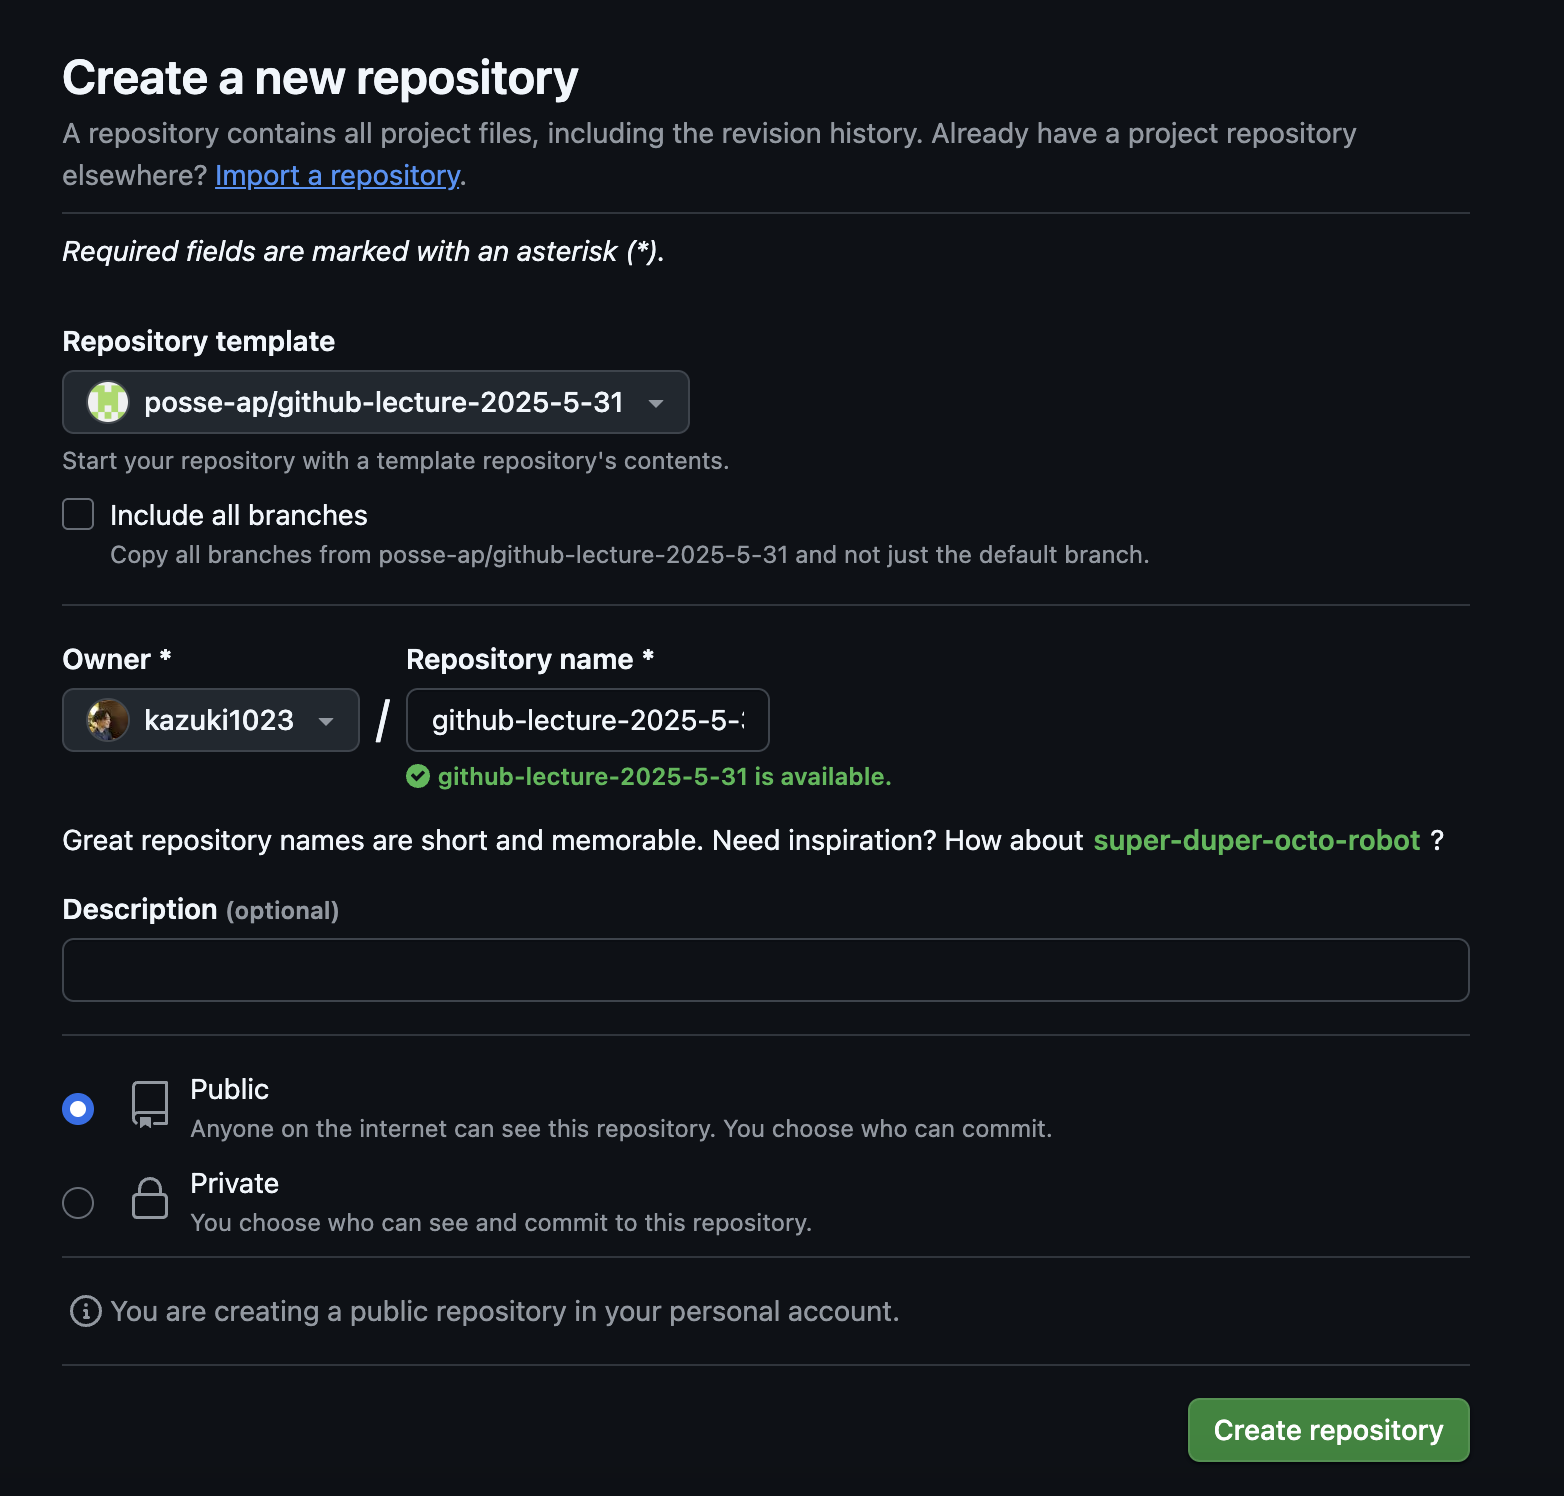 Create a new repository
A repository contains all project files, including the revision history. Already have a project repository
elsewhere? Import a repository.
Required fields are marked with an asterisk (*).
Repository template
posse-ap/github-lecture-2025-5-31
Start your repository with a template repository's contents.
Include all branches
Copy all branches from posse-ap/github-lecture-2025-5-31 and not just the default branch.
Owner *
Repository name *
kazuki1023
/
github-lecture-2025-5-
github-lecture-2025-5-31 is available.
Great repository names are short and memorable. Need inspiration? How about super-duper-octo-robot ?
Description (optional)
Public
Anyone on the internet can see this repository. You choose who can commit.
Private
You choose who can see and commit to this repository.
You are creating a public repository in your personal account.
Create repository